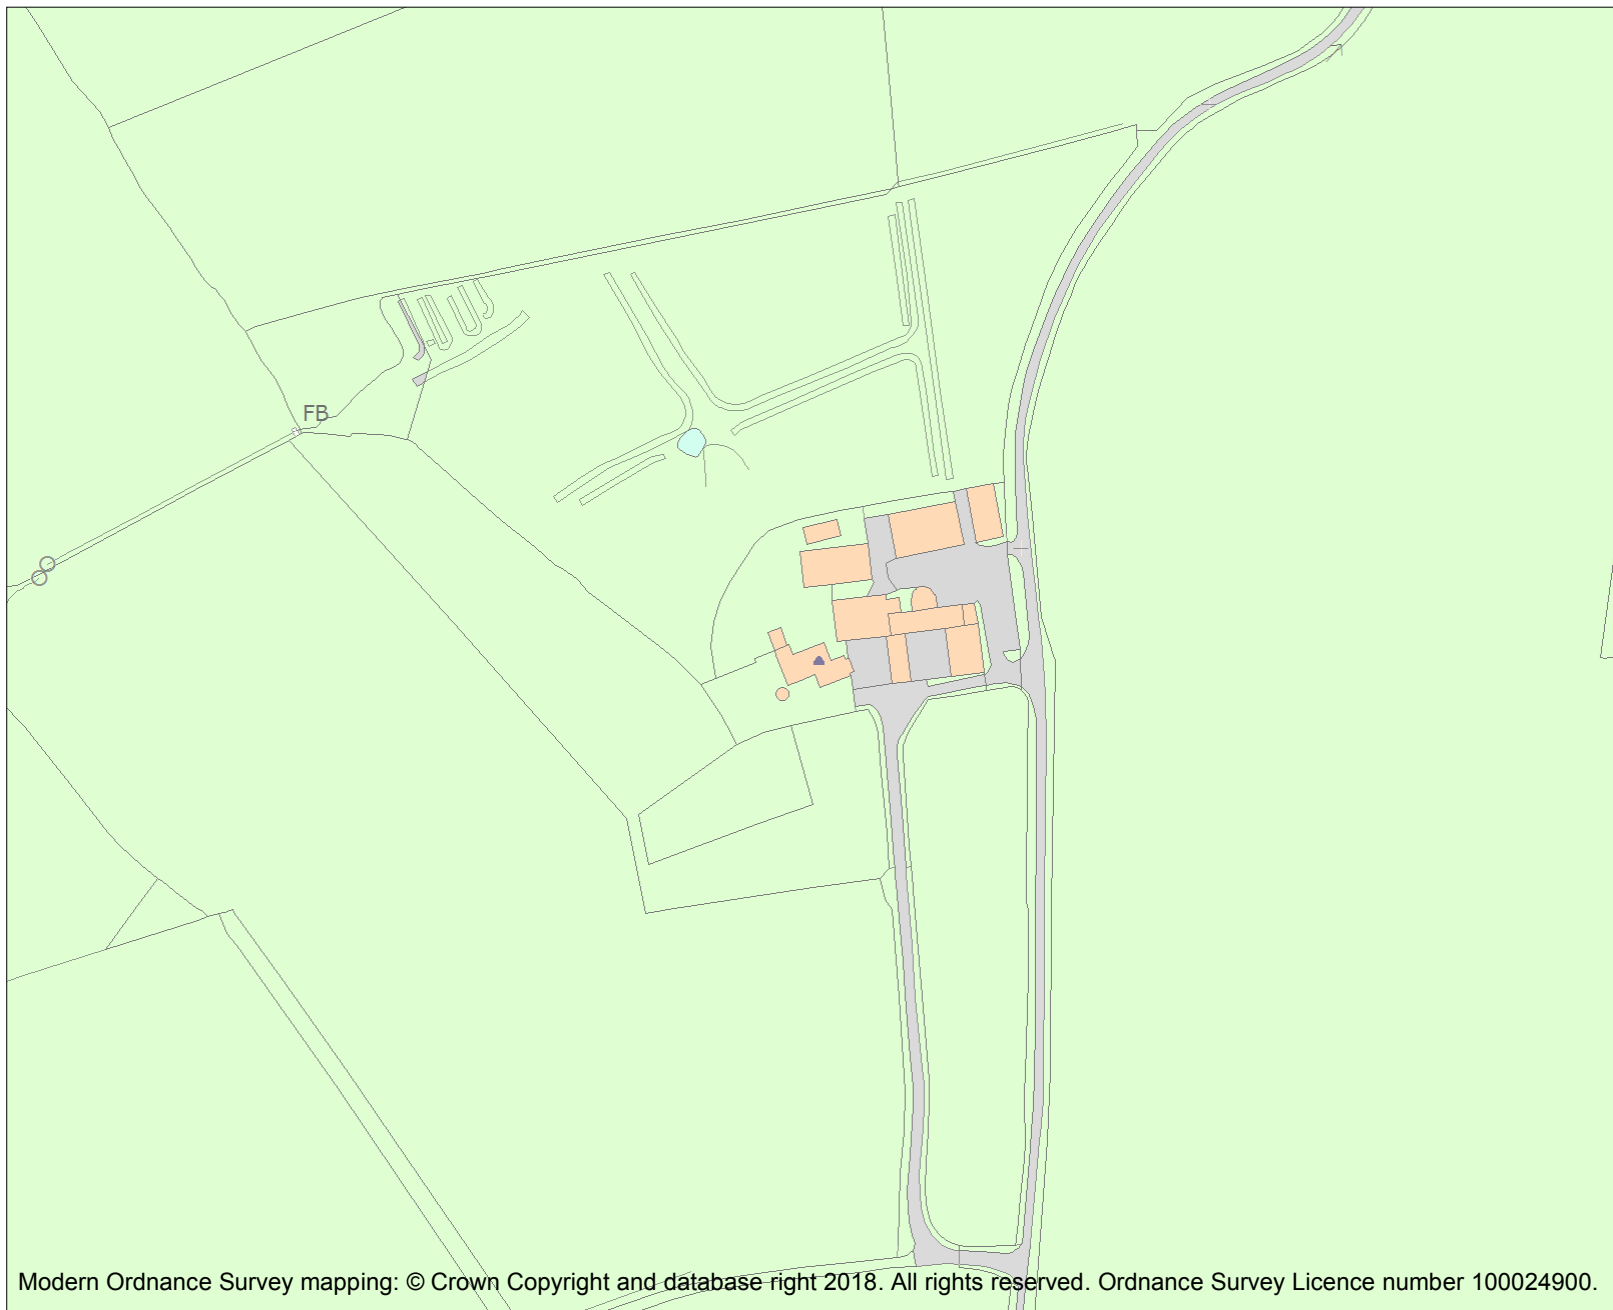 FB
Modern Ordnance Survey mapping: © Crown Copyright and database right 2018. All rights reserved. Ordnance Survey Licence number 100024900.